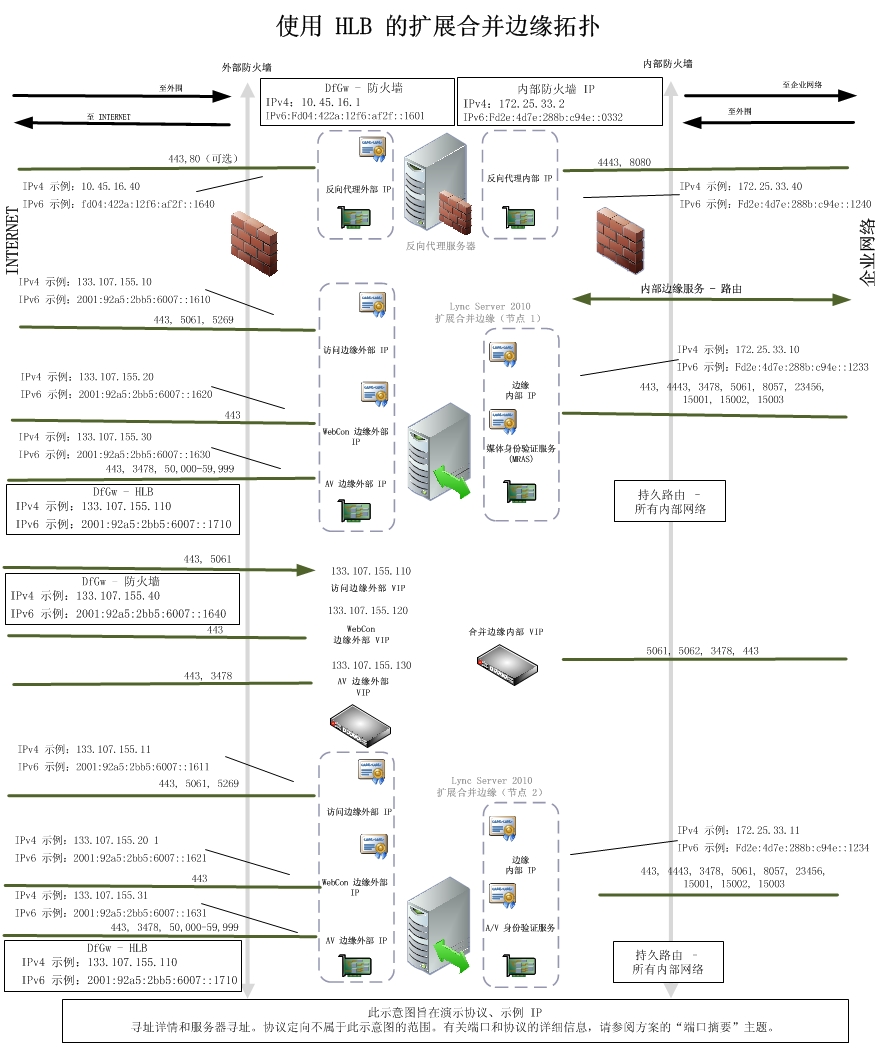 使用 HLB 的扩展合并边缘拓扑
外部防火墙
内部防火墙
至外围
至 INTERNET
DfGw - 防火墙
IPv4: 10.45.16.1
IPv6:Fd04:422a:12f6:af2f::1601
内部防火墙 IP
IPv4: 172.25.33.2
IPv6:Fd2e:4d7e:288b:c94e::0332
至企业网络
至外围
443,80（可选）
IPv4 示例: 10.45.16.40
IPv6 示例: fd04:422a:12f6:af2f::1640
反向代理外部 IP
反向代理服务器
反向代理内部 IP
4443, 8080
IPv4 示例: 172.25.33.40
IPv6 示例: Fd2e:4d7e:288b:c94e::1240
INTERNET
企业网络
IPv4 示例: 133.107.155.10
IPv6 示例: 2001:92a5:2bb5:6007::1610
443, 5061, 5269
访问边缘外部 IP
Lync Server 2010
扩展合并边缘（节点 1）
内部边缘服务 - 路由
IPv4 示例: 172.25.33.10
IPv6 示例: Fd2e:4d7e:288b:c94e::1233
边缘
内部 IP
443, 4443, 3478, 5061, 8057, 23456,
15001, 15002, 15003
IPv4 示例: 133.107.155.20
IPv6 示例: 2001:92a5:2bb5:6007::1620
443
WebCon 边缘外部
IP
IPv4 示例: 133.107.155.30
IPv6 示例: 2001:92a5:2bb5:6007::1630
443, 3478, 50,000-59,999
AV 边缘外部 IP
媒体身份验证服务
(MRAS)
DfGw - HLB
IPv4 示例: 133.107.155.110
IPv6 示例: 2001:92a5:2bb5:6007::1710
持久路由 -
所有内部网络
443, 5061
133.107.155.110
访问边缘外部 VIP
DfGw - 防火墙
IPv4 示例: 133.107.155.40
IPv6 示例: 2001:92a5:2bb5:6007::1640
133.107.155.120
WebCon
边缘外部 VIP
443
合并边缘内部 VIP
5061, 5062, 3478, 443
133.107.155.130
AV 边缘外部
VIP
443, 3478
IPv4 示例: 133.107.155.11
IPv6 示例: 2001:92a5:2bb5:6007::1611
443, 5061, 5269
访问边缘外部 IP
Lync Server 2010
扩展合并边缘（节点 2）
IPv4 示例: 172.25.33.11
IPv6 示例: Fd2e:4d7e:288b:c94e::1234
边缘
内部 IP
443, 4443, 3478, 5061, 8057, 23456,
15001, 15002, 15003
IPv4 示例: 133.107.155.20 1
IPv6 示例: 2001:92a5:2bb5:6007::1621
443
WebCon 边缘外部
IP
IPv4 示例: 133.107.155.31
IPv6 示例: 2001:92a5:2bb5:6007::1631
443, 3478, 50,000-59,999
AV 边缘外部 IP
A/V 身份验证服务
DfGw - HLB
IPv4 示例: 133.107.155.110
IPv6 示例: 2001:92a5:2bb5:6007::1710
持久路由 -
所有内部网络
此示意图旨在演示协议、示例 IP
寻址详情和服务器寻址。协议定向不属于此示意图的范围。有关端口和协议的详细信息，请参阅方案的“端口摘要”主题。